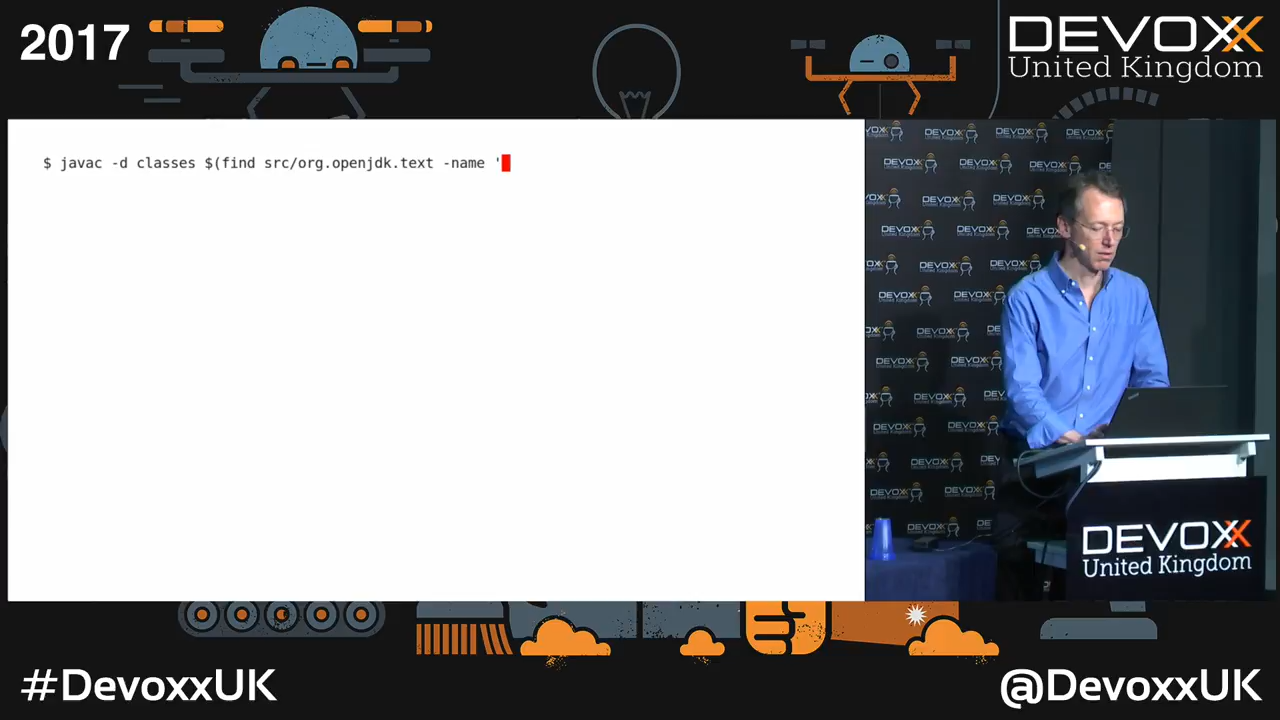 2017
DEVOXX
United Kingdom
$ javac -d classes $(find src/org.openjdk.text -name '
DEVOXX
United Kingdom
#DevoxxUK
@DevoxxUK